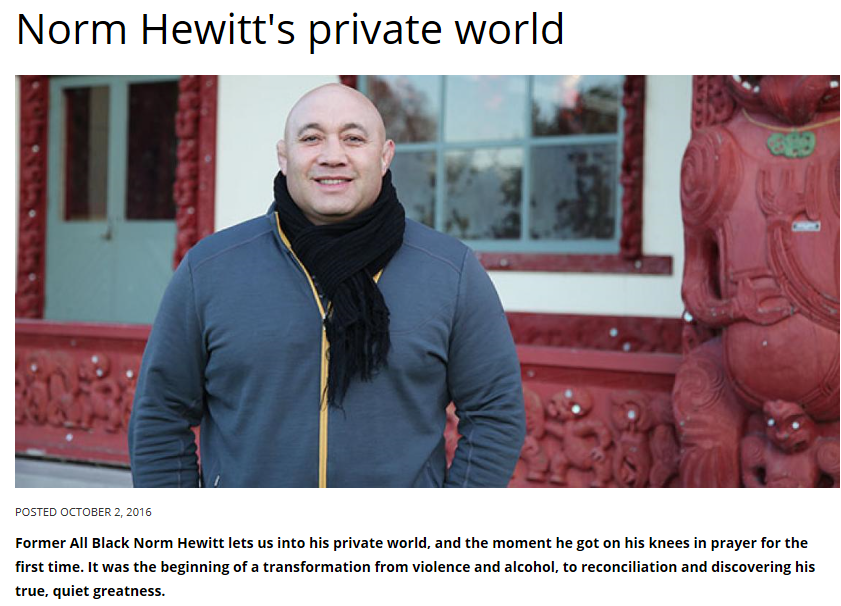 Norm Hewitt's private world
POSTED OCTOBER 2, 2016
Former All Black Norm Hewitt lets us into his private world, and the moment he got on his knees in prayer for the
first time. It was the beginning of a transformation from violence and alcohol, to reconciliation and discovering his
true, quiet greatness.